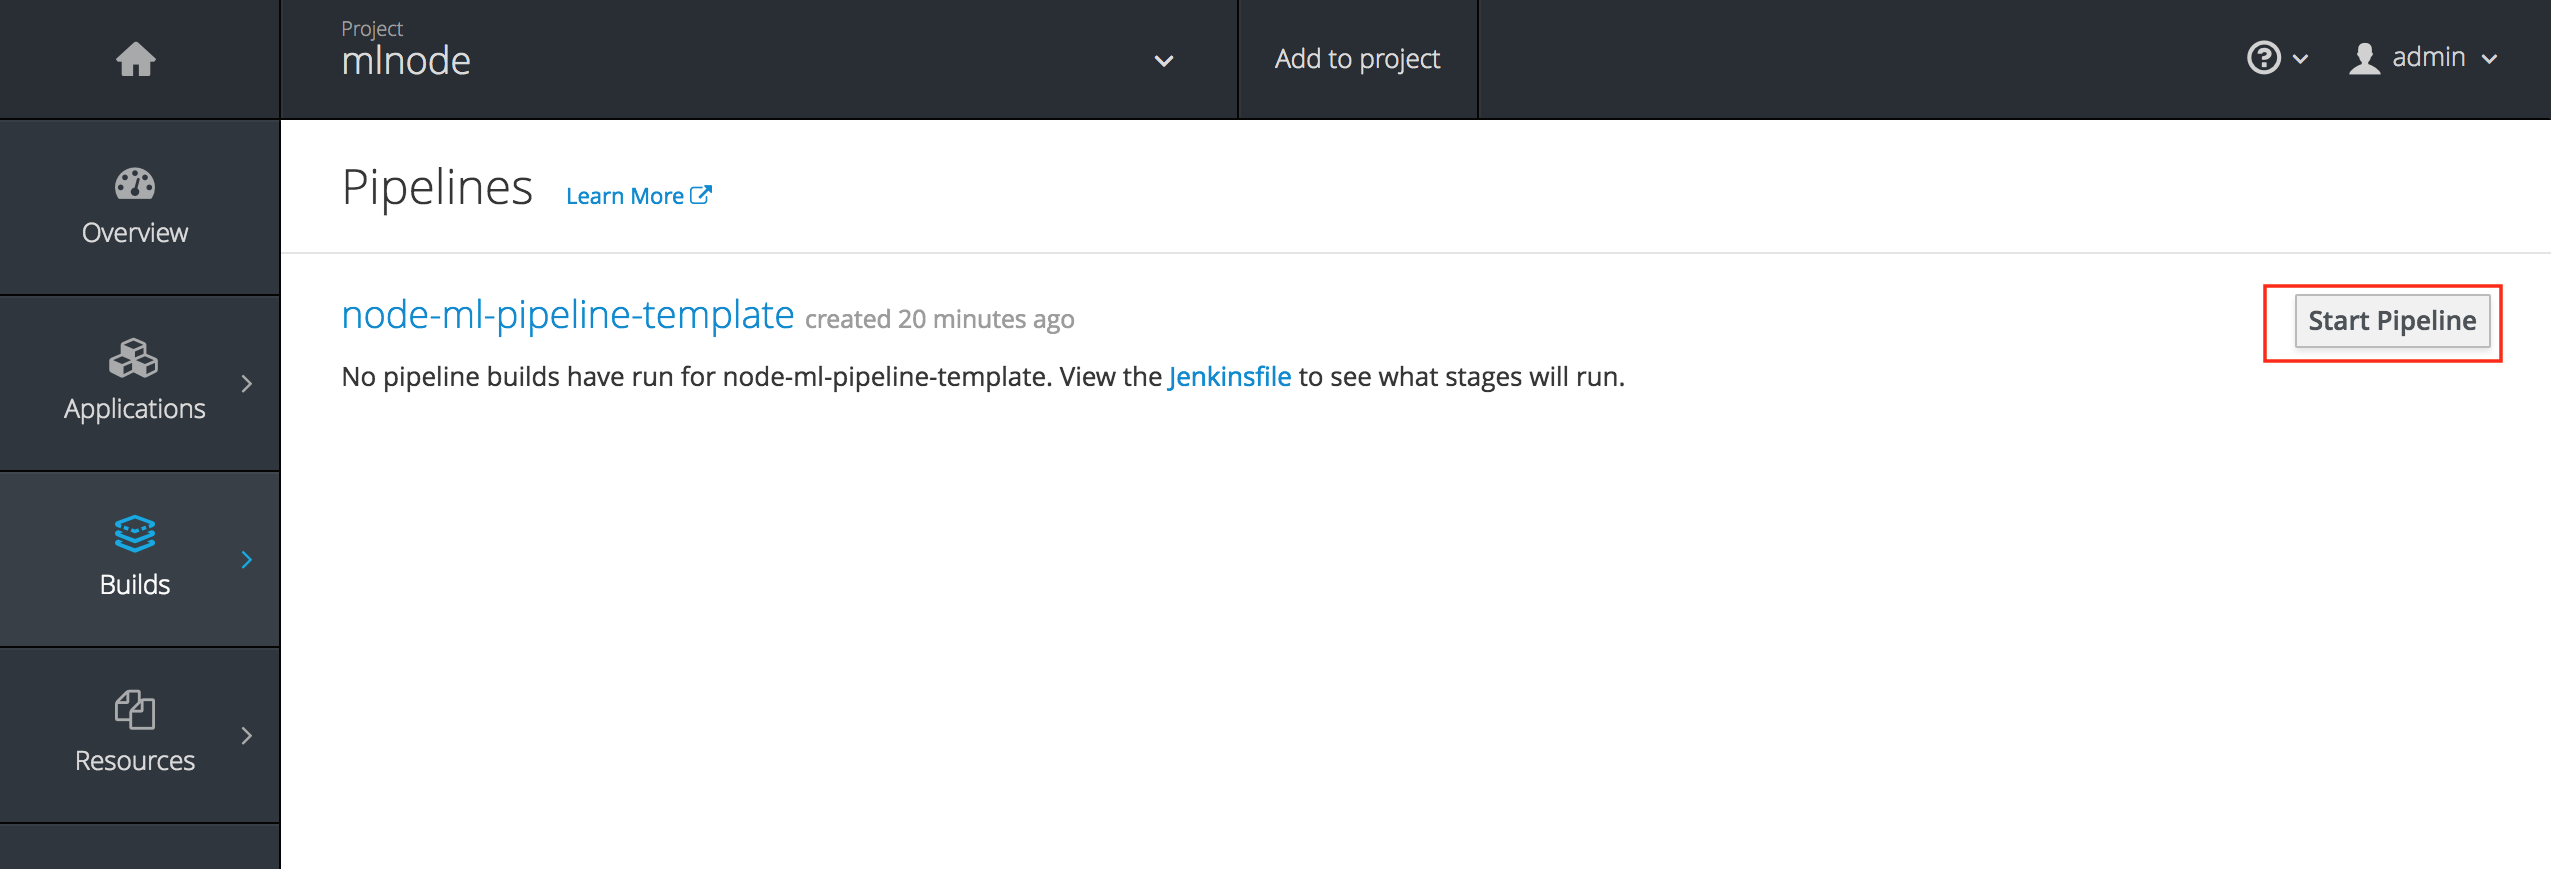 Project
mlnode
Add to project
admin
Overview
Applications
Builds
Resources
Pipelines Learn More
node-ml-pipeline-template created 20 minutes ago
Start Pipeline
No pipeline builds have run for node-ml-pipeline-template. View the Jenkinsfile to see what stages will run.